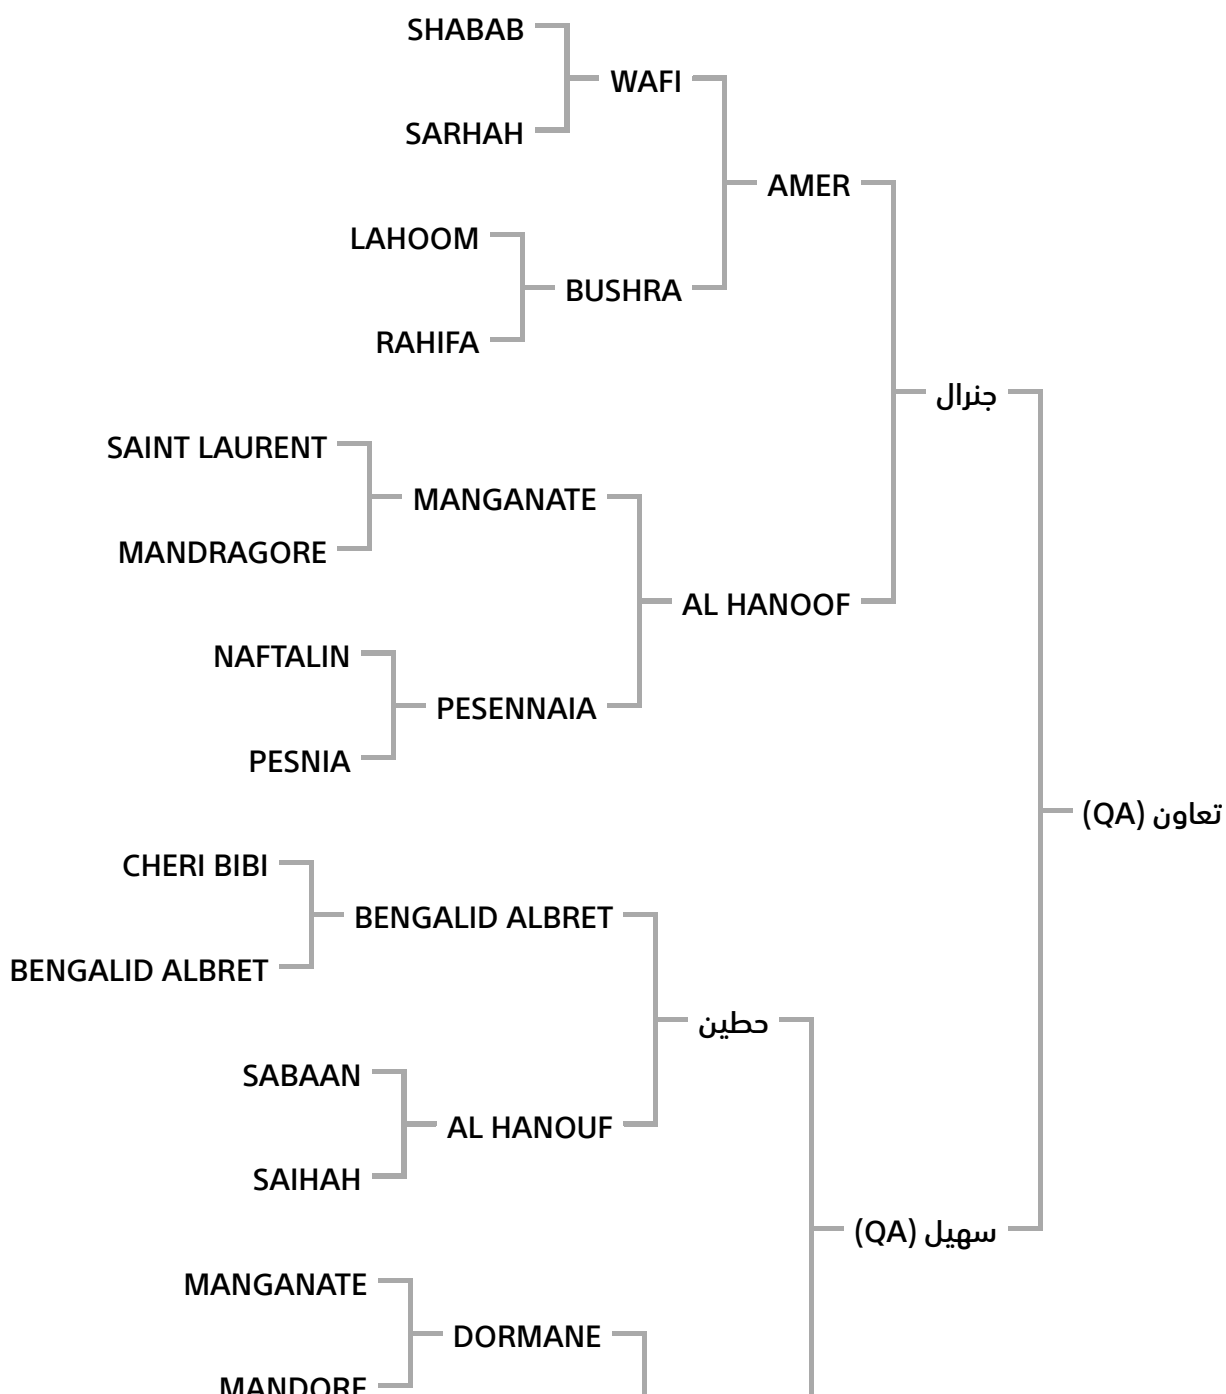 SHABAB
WAFI
SARHAH
AMER
LAHOOM
BUSHRA
RAHIFA
جنرال
SAINT LAURENT
MANGANATE
MANDRAGORE
AL HANOOF
NAFTALIN
PESENNAIA
PESNIA
تعاون (QA)
CHERI BIBI
BENGALID ALBRET
BENGALID ALBRET
حطين
SABAAN
AL HANOUF
SAIHAH
سهيل (QA)
MANGANATE
DORMANE
MANDORE